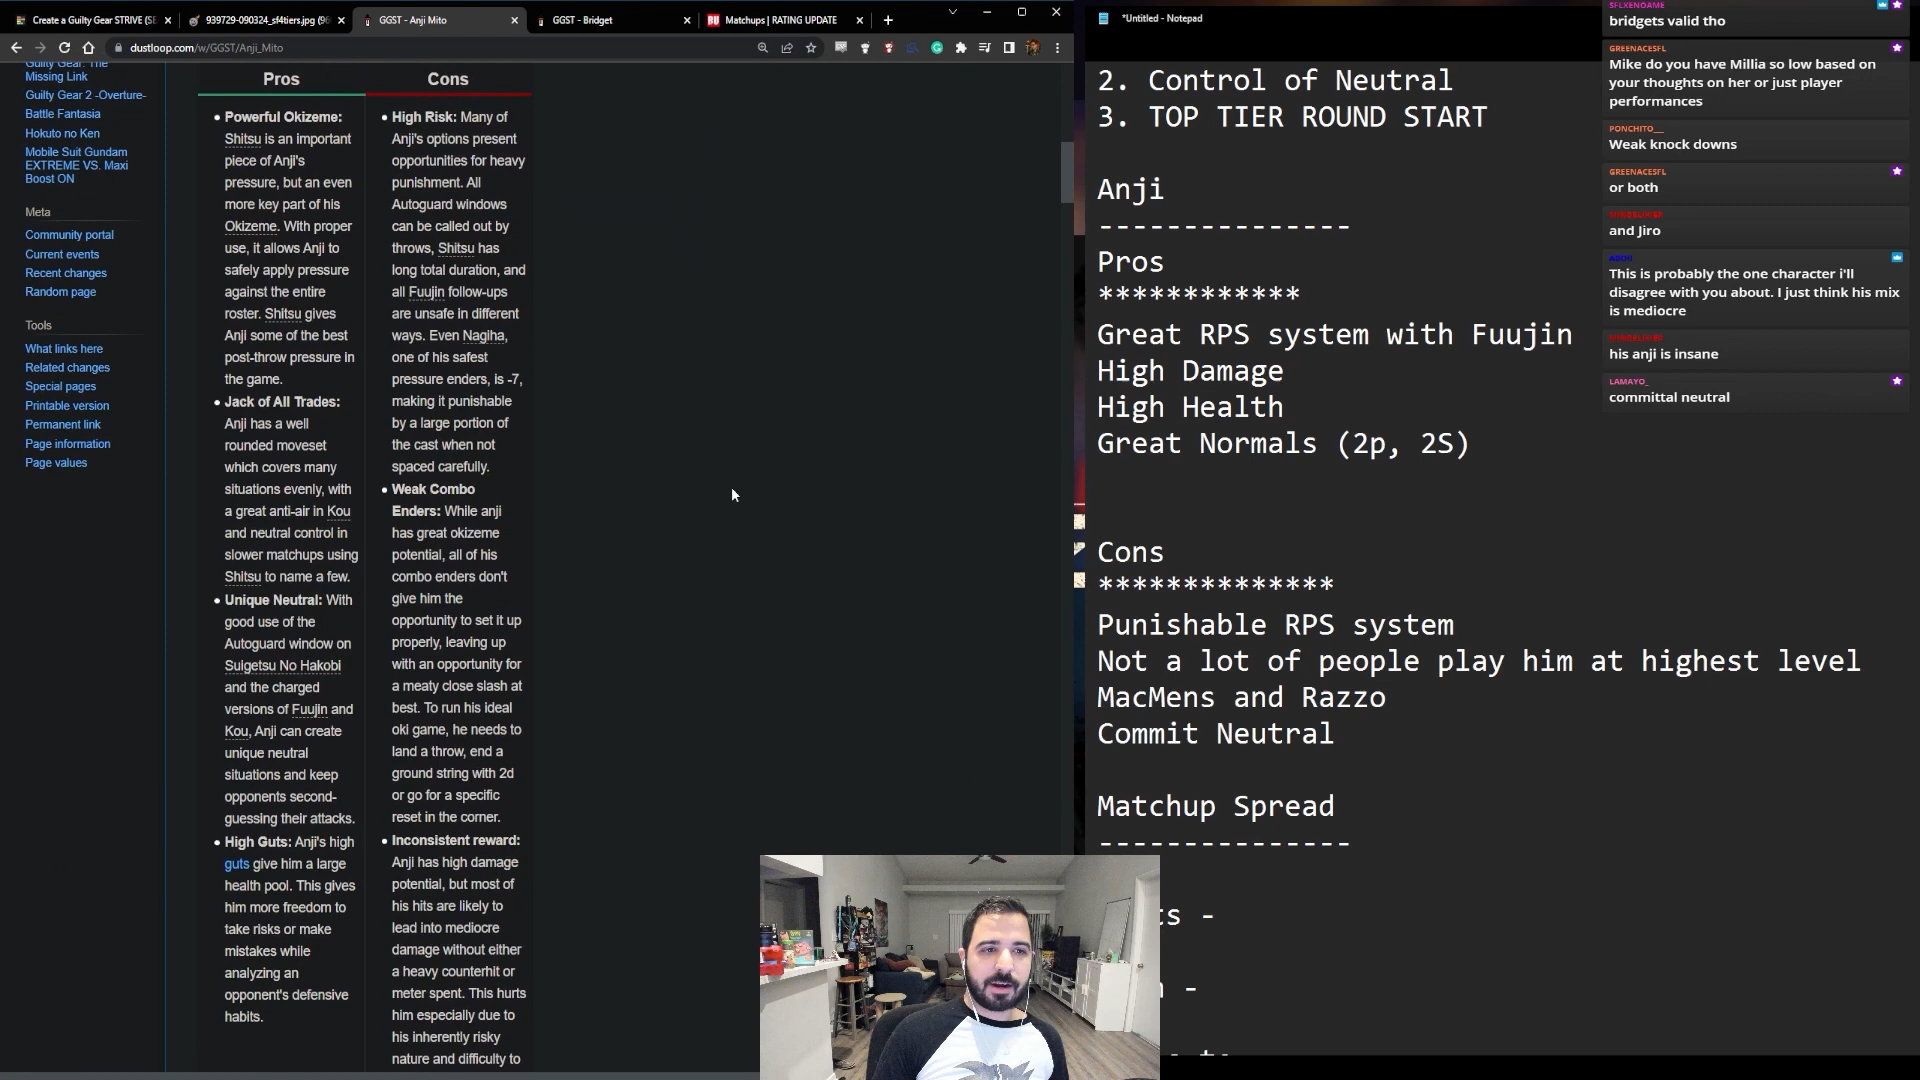 Create a Guilty Gear STRIVE (SE
939729-090324_sf4tiers.jpg (96
GGST - Anji Mito
GGST - Bridget
Matchups | RATING UPDATE
dustloop.com/w/GGST/Anji_Mito
Guilty Gear: The
Missing Link
Guilty Gear 2 -Overture-
Battle Fantasia
Hokuto no Ken
Mobile Suit Gundam
EXTREME VS. Maxi
Boost ON
Meta
Community portal
Current events
Recent changes
Random page
Tools
What links here
Related changes
Special pages
Printable version
Permanent link
Page information
Page values
Pros
Powerful Okizeme:
Shitsu is an important
piece of Anji's
pressure, but an even
more key part of his
Okizeme. With proper
use, it allows Anji to
safely apply pressure
against the entire
roster. Shitsu gives
Anji some of the best
post-throw pressure in
the game.
Jack of All Trades:
Anji has a well
rounded moveset
which covers many
situations evenly, with
a great anti-air in Kou
and neutral control in
slower matchups using
Shitsu to name a few.
Unique Neutral: With
good use of the
Autoguard window on
Suigetsu No Hakobi
and the charged
versions of Fuujin and
Kou, Anji can create
unique neutral
situations and keep
opponents second-
guessing their attacks.
High Guts: Anji's high
guts give him a large
health pool. This gives
him more freedom to
take risks or make
mistakes while
analyzing an
opponent's defensive
habits.
Cons
High Risk: Many of
Anji's options present
opportunities for heavy
punishment. All
Autoguard windows
can be called out by
throws, Shitsu has
long total duration, and
all Fuujin follow-ups
are unsafe in different
ways. Even Nagiha,
one of his safest
pressure enders, is -7,
making it punishable
by a large portion of
the cast when not
spaced carefully.
Weak Combo
Enders: While anji
has great okizeme
potential, all of his
combo enders don't
give him the
opportunity to set it up
properly, leaving up
with an opportunity for
a meaty close slash at
best. To run his ideal
oki game, he needs to
land a throw, end a
ground string with 2d
or go for a specific
reset in the corner.
Inconsistent reward:
Anji has high damage
potential, but most of
his hits are likely to
lead into mediocre
damage without either
a heavy counterhit or
meter spent. This hurts
him especially due to
his inherently risky
nature and difficulty to
*Untitled - Notepad
2. Control of Neutral
3. TOP TIER ROUND START
Anji
---------------
Pros
************
Great RPS system with Fuujin
High Damage
High Health
Great Normals (2p, 2S)
Cons
**************
Punishable RPS system
Not a lot of people play him at highest level
MacMens and Razzo
Commit Neutral
Matchup Spread
---------------
ts -
-
SFLXENOAME
bridgets valid tho
GREENACESFL
Mike do you have Millia so low based on
your thoughts on her or just player
performances
PONCHITO__
Weak knock downs
GREENACESFL
or both
and Jiro
This is probably the one character i'll
disagree with you about. I just think his mix
is mediocre
his anji is insane
LAMAYO_
committal neutral